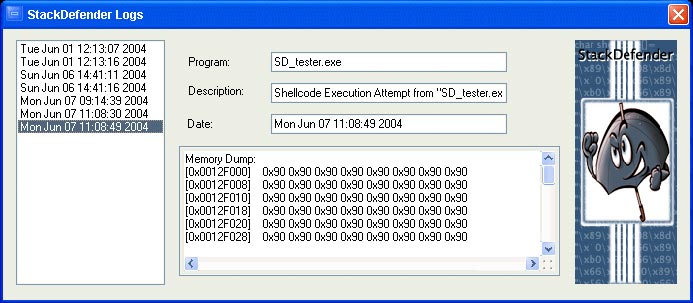 StackDefender Logs
Tue Jun 01 12:13:07 2004
Tue Jun 01 12:13:16 2004
Sun Jun 06 14:41:11 2004
Sun Jun 06 14:41:16 2004
Mon Jun 07 09:14:39 2004
Mon Jun 07 11:08:30 2004
Mon Jun 07 11:08:49 2004
Program: SD_tester.exe
Description: Shellcode Execution Attempt from "SD_tester.ex
Date: Mon Jun 07 11:08:49 2004
Memory Dump:
[0x0012F000] 0x90 0x90 0x90 0x90 0x90 0x90 0x90 0x90
[0x0012F008] 0x90 0x90 0x90 0x90 0x90 0x90 0x90 0x90
[0x0012F010] 0x90 0x90 0x90 0x90 0x90 0x90 0x90 0x90
[0x0012F018] 0x90 0x90 0x90 0x90 0x90 0x90 0x90 0x90
[0x0012F020] 0x90 0x90 0x90 0x90 0x90 0x90 0x90 0x90
[0x0012F028] 0x90 0x90 0x90 0x90 0x90 0x90 0x90 0x90
StackDefender